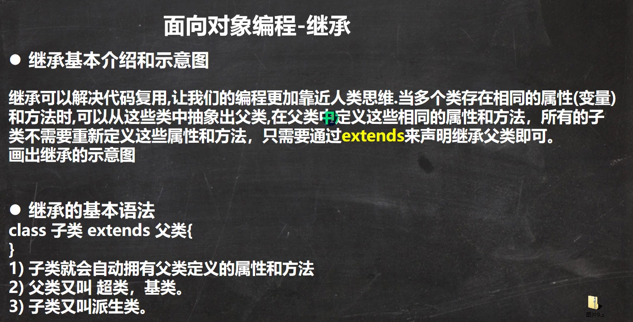 面向对象编程-继承
● 继承基本介绍和示意图
继承可以解决代码复用,让我们的编程更加靠近人类思维.当多个类存在相同的属性(变量)
和方法时,可以从这些类中抽象出父类,在父类中定义这些相同的属性和方法，所有的子
类不需要重新定义这些属性和方法，只需要通过extends来声明继承父类即可。
画出继承的示意图
● 继承的基本语法
class 子类 extends 父类{
}
1) 子类就会自动拥有父类定义的属性和方法
2) 父类又叫 超类，基类。
3) 子类又叫派生类。